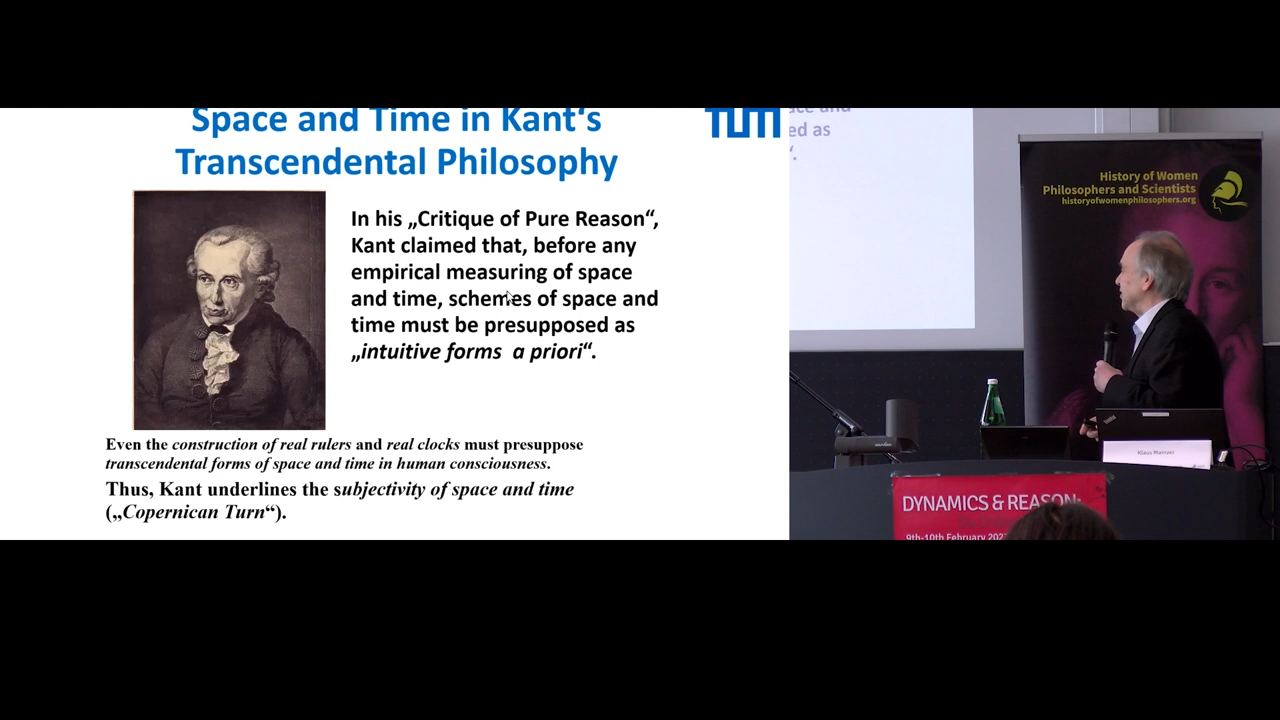 Space and Time in Kant‘s
Transcendental Philosophy
TUM
In his „Critique of Pure Reason“,
Kant claimed that, before any
empirical measuring of space
and time, schemes of space and
time must be presupposed as
„intuitive forms a priori“.
Even the construction of real rulers and real clocks must presuppose
transcendental forms of space and time in human consciousness.
Thus, Kant underlines the subjectivity of space and time
(„Copernican Turn“).
ed as
“.
History of Women
Philosophers and Scientists
historyofwomenphilosophers.org
Klaus Mainzer
DYNAMICS & REASON:
9th-10th February